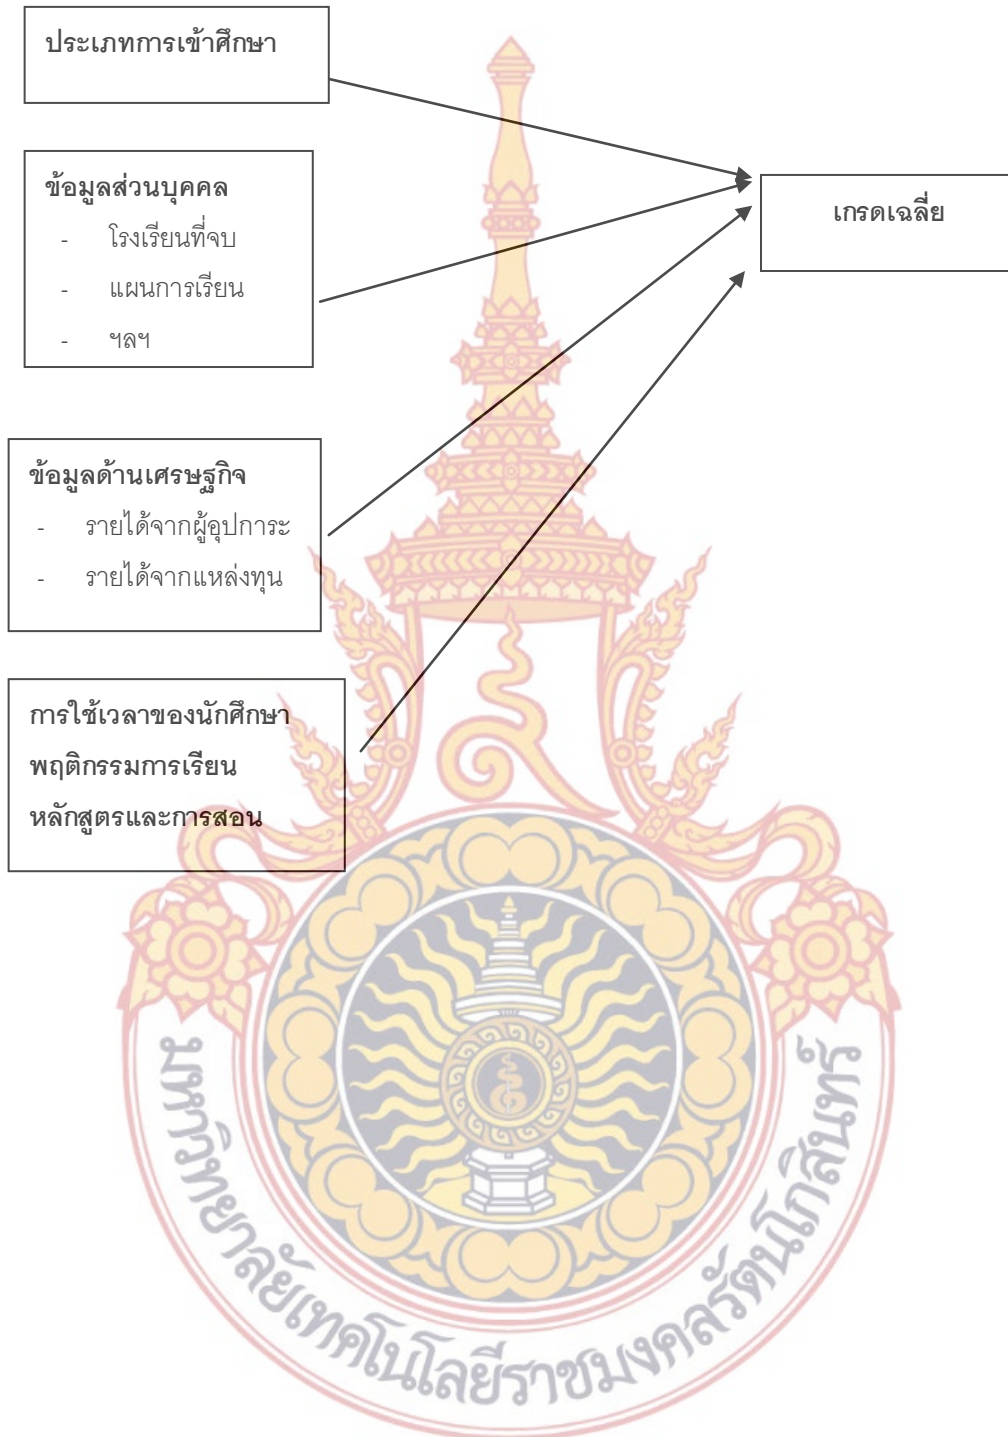 ประเภทการเข้าศึกษา
ข้อมูลส่วนบุคคล
- โรงเรียนที่จบ
- แผนการเรียน
- ฯลฯ
เกรดเฉลี่ย
ข้อมูลด้านเศรษฐกิจ
- รายได้จากผู้อุปการะ
- รายได้จากแหล่งทุน
การใช้เวลาของนักศึกษา
พฤติกรรมการเรียน
หลักสูตรและการสอน
มหาวิทยาลัยเทคโนโลยีราชมงคลรัตนโกสินทร์